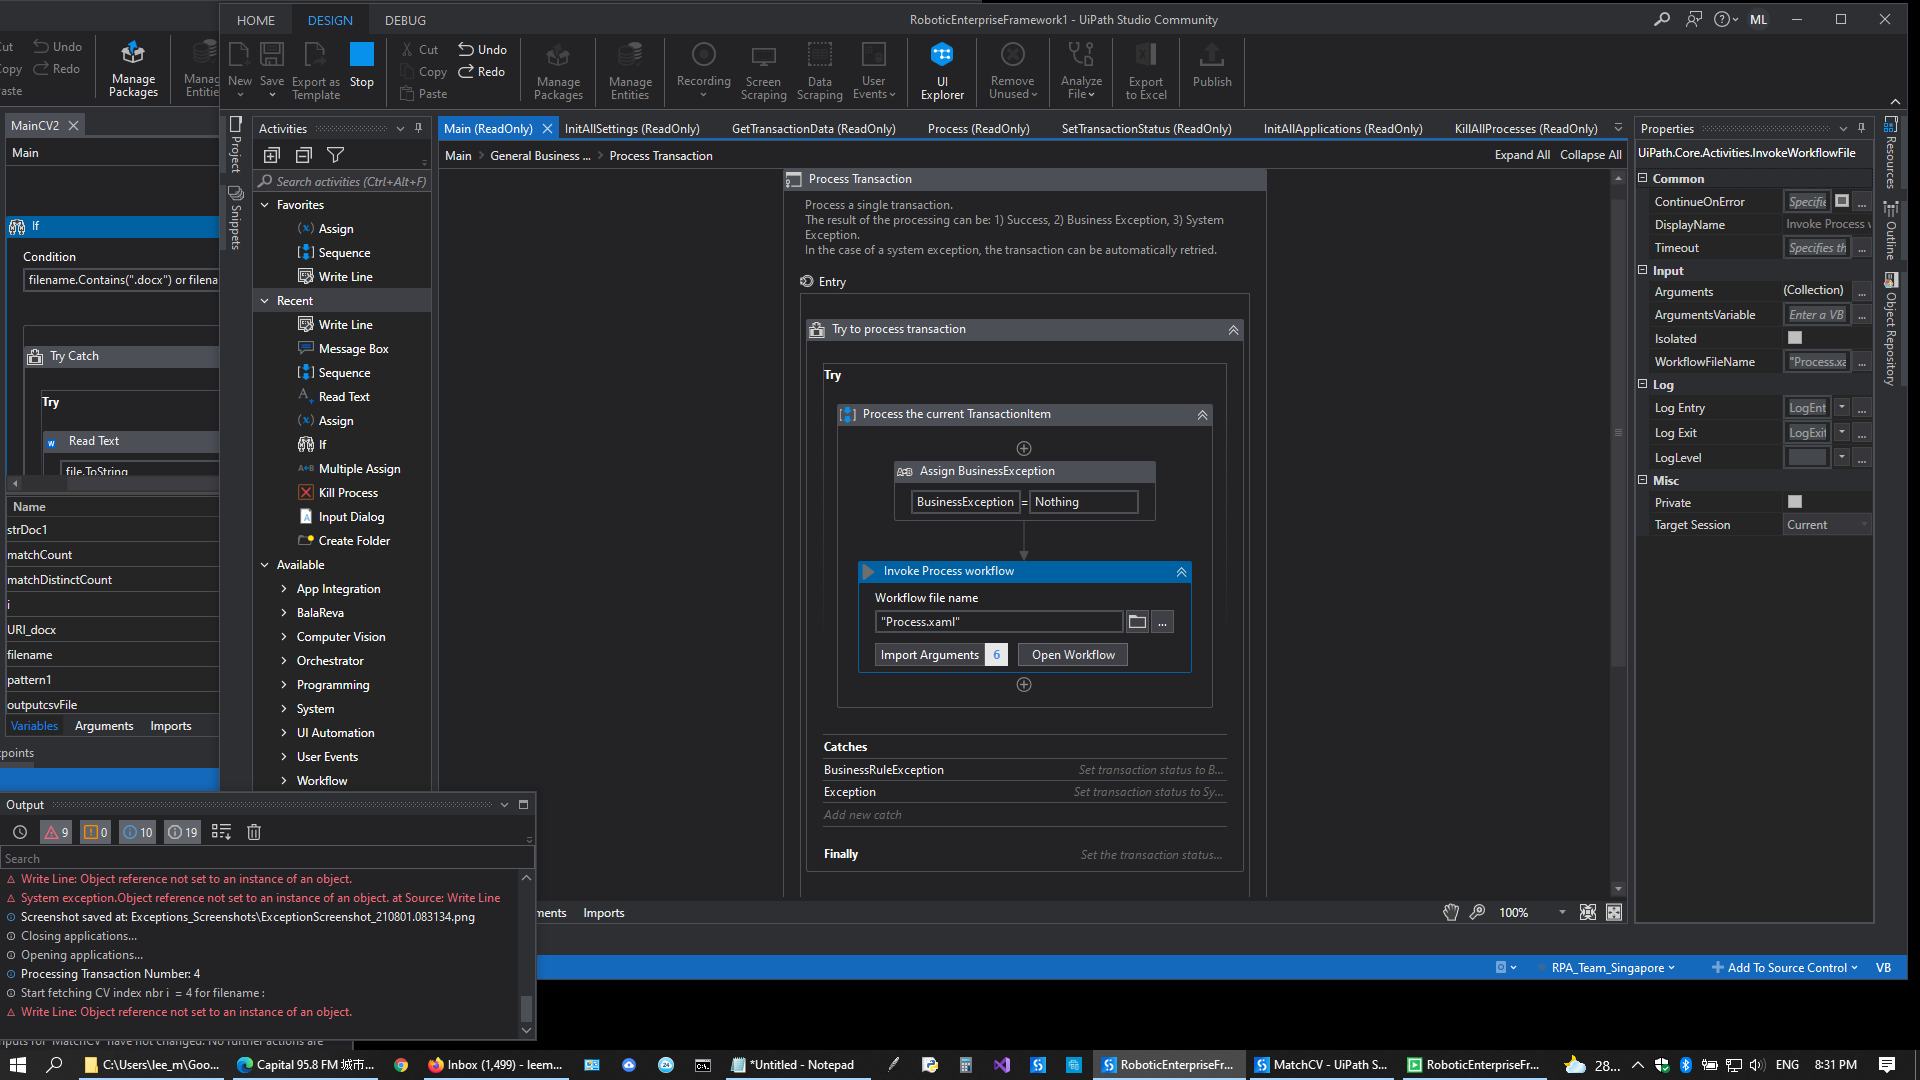 HOME
DESIGN
DEBUG
RoboticEnterpriseFramework1 - UiPath Studio Community
ML
Undo
Redo
Manage Packages
New
Save
Export as Template
Stop
Cut
Copy
Paste
Undo
Redo
Manage Packages
Manage Entities
Recording
Screen Scraping
Data Scraping
User Events
UI Explorer
Remove Unused
Analyze File
Export to Excel
Publish
MainCV2
Main
If
Condition
filename.Contains(".docx") or filena
Try Catch
Try
Read Text
file.ToString
Name
strDoc1
matchCount
matchDistinctCount
i
URI_docx
filename
pattern1
outputcsvFile
Variables
Arguments
Imports
Project
Snippets
Activities
Search activities (Ctrl+Alt+F)
Favorites
Assign
Sequence
Write Line
Recent
Write Line
Message Box
Sequence
Read Text
Assign
If
Multiple Assign
Kill Process
Input Dialog
Create Folder
Available
App Integration
BalaReva
Computer Vision
Orchestrator
Programming
System
UI Automation
User Events
Workflow
Main (ReadOnly)
InitAllSettings (ReadOnly)
GetTransactionData (ReadOnly)
Process (ReadOnly)
SetTransactionStatus (ReadOnly)
InitAllApplications (ReadOnly)
KillAllProcesses (ReadOnly)
Main > General Business ... > Process Transaction
Expand All
Collapse All
Process Transaction
Process a single transaction.
The result of the processing can be: 1) Success, 2) Business Exception, 3) System
Exception.
In the case of a system exception, the transaction can be automatically retried.
Entry
Try to process transaction
Try
Process the current TransactionItem
Assign BusinessException
BusinessException = Nothing
Invoke Process workflow
Workflow file name
"Process.xaml"
...
Import Arguments 6
Open Workflow
Catches
BusinessRuleException
Set transaction status to B...
Exception
Set transaction status to Sy...
Add new catch
Finally
Set the transaction status...
Imports
100%
Properties
UiPath.Core.Activities.InvokeWorkflowFile
Common
ContinueOnError Specifie ...
DisplayName Invoke Process v
Timeout Specifies th ...
Input
Arguments (Collection) ...
ArgumentsVariable Enter a VB ...
Isolated
WorkflowFileName "Process.xa ...
Log
Log Entry LogEnt ...
Log Exit LogExit ...
LogLevel ...
Misc
Private
Target Session Current
Resources
Outline
Object Repository
RPA_Team_Singapore
Add To Source Control
VB
Output
9
0
10
19
Search
Write Line: Object reference not set to an instance of an object.
System exception.Object reference not set to an instance of an object. at Source: Write Line
Screenshot saved at: Exceptions_Screenshots\ExceptionScreenshot_210801.083134.png
Closing applications...
Opening applications...
Processing Transaction Number: 4
Start fetching CV index nbr i = 4 for filename :
Write Line: Object reference not set to an instance of an object.
C:\Users\lee_m\Goo...
Capital 95.8 FM 城市...
Inbox (1,499) - leem...
*Untitled - Notepad
RoboticEnterpriseFr...
MatchCV - UiPath S...
RoboticEnterpriseFr...
28...
ENG
8:31 PM